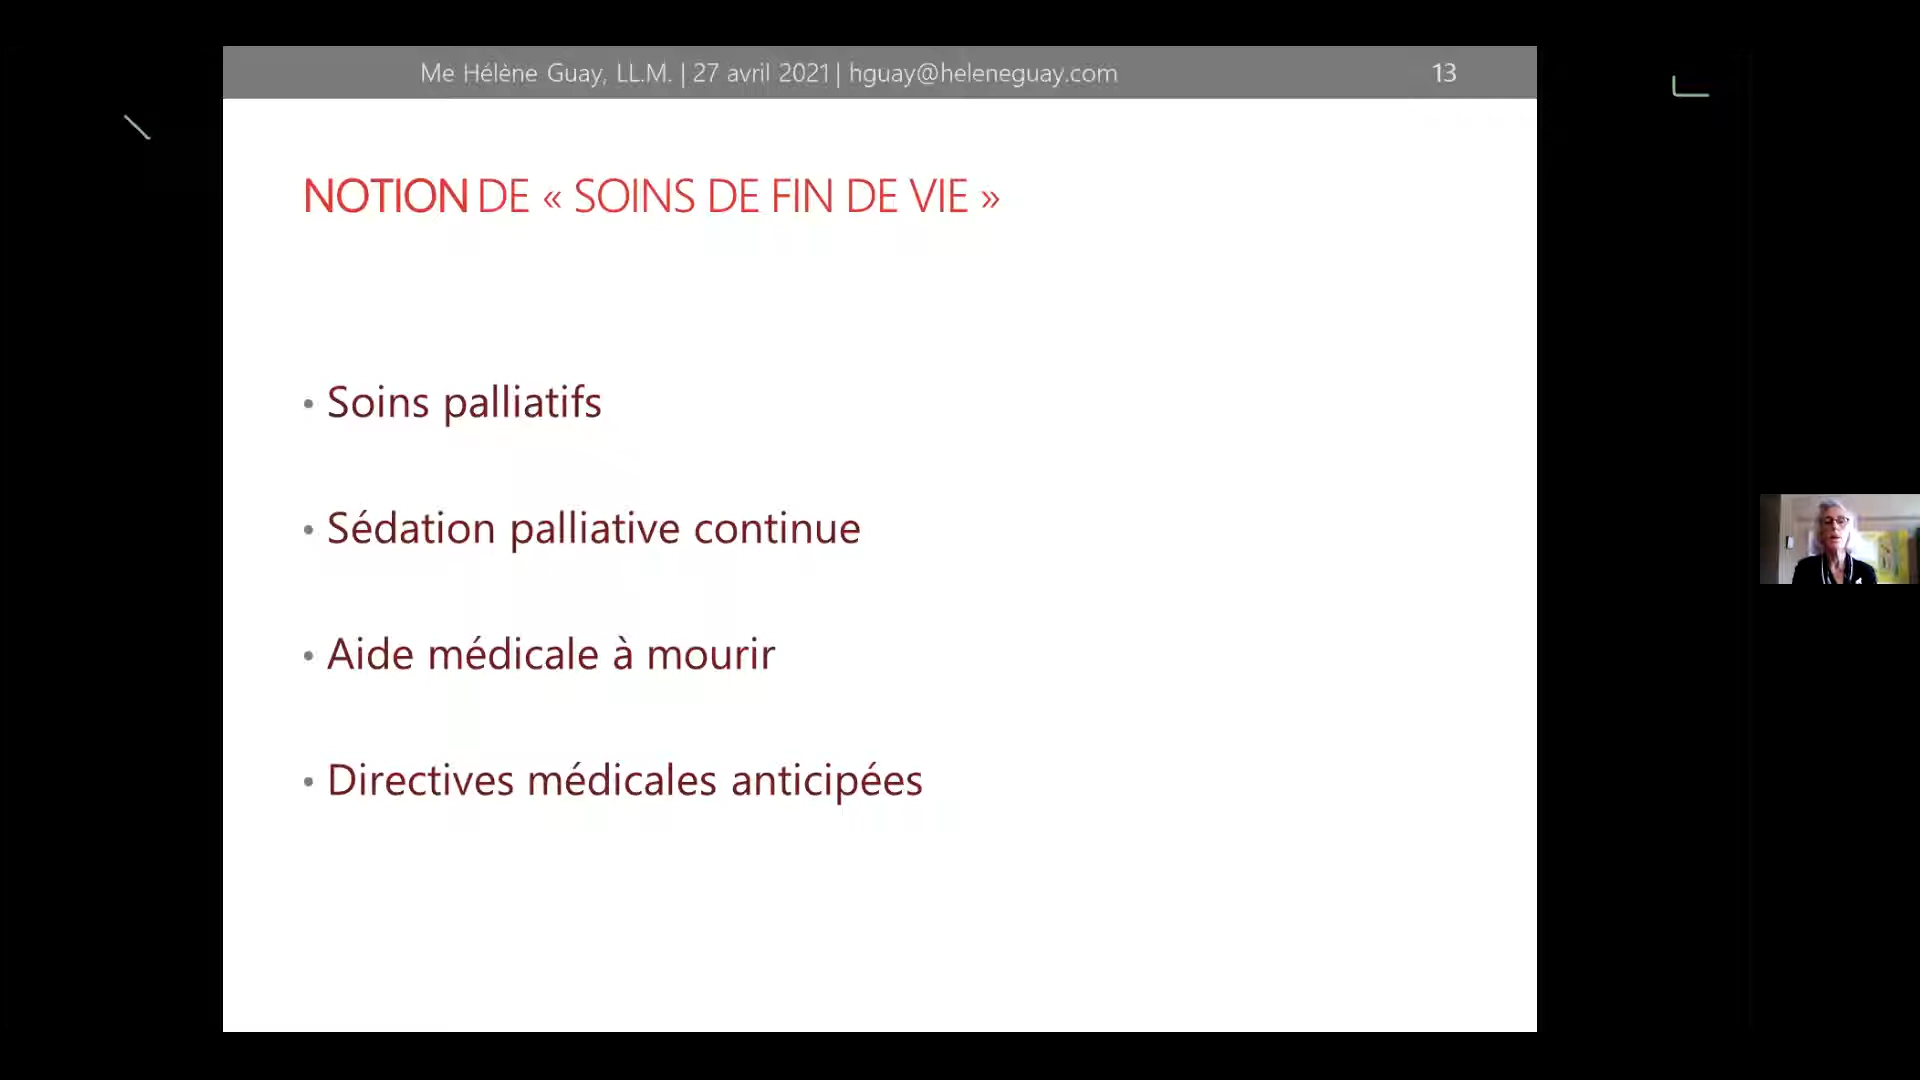 Me Hélène Guay, LL.M. | 27 avril 2021 | hguay@heleneguay.com 13
NOTION DE « SOINS DE FIN DE VIE »
• Soins palliatifs
• Sédation palliative continue
• Aide médicale à mourir
• Directives médicales anticipées